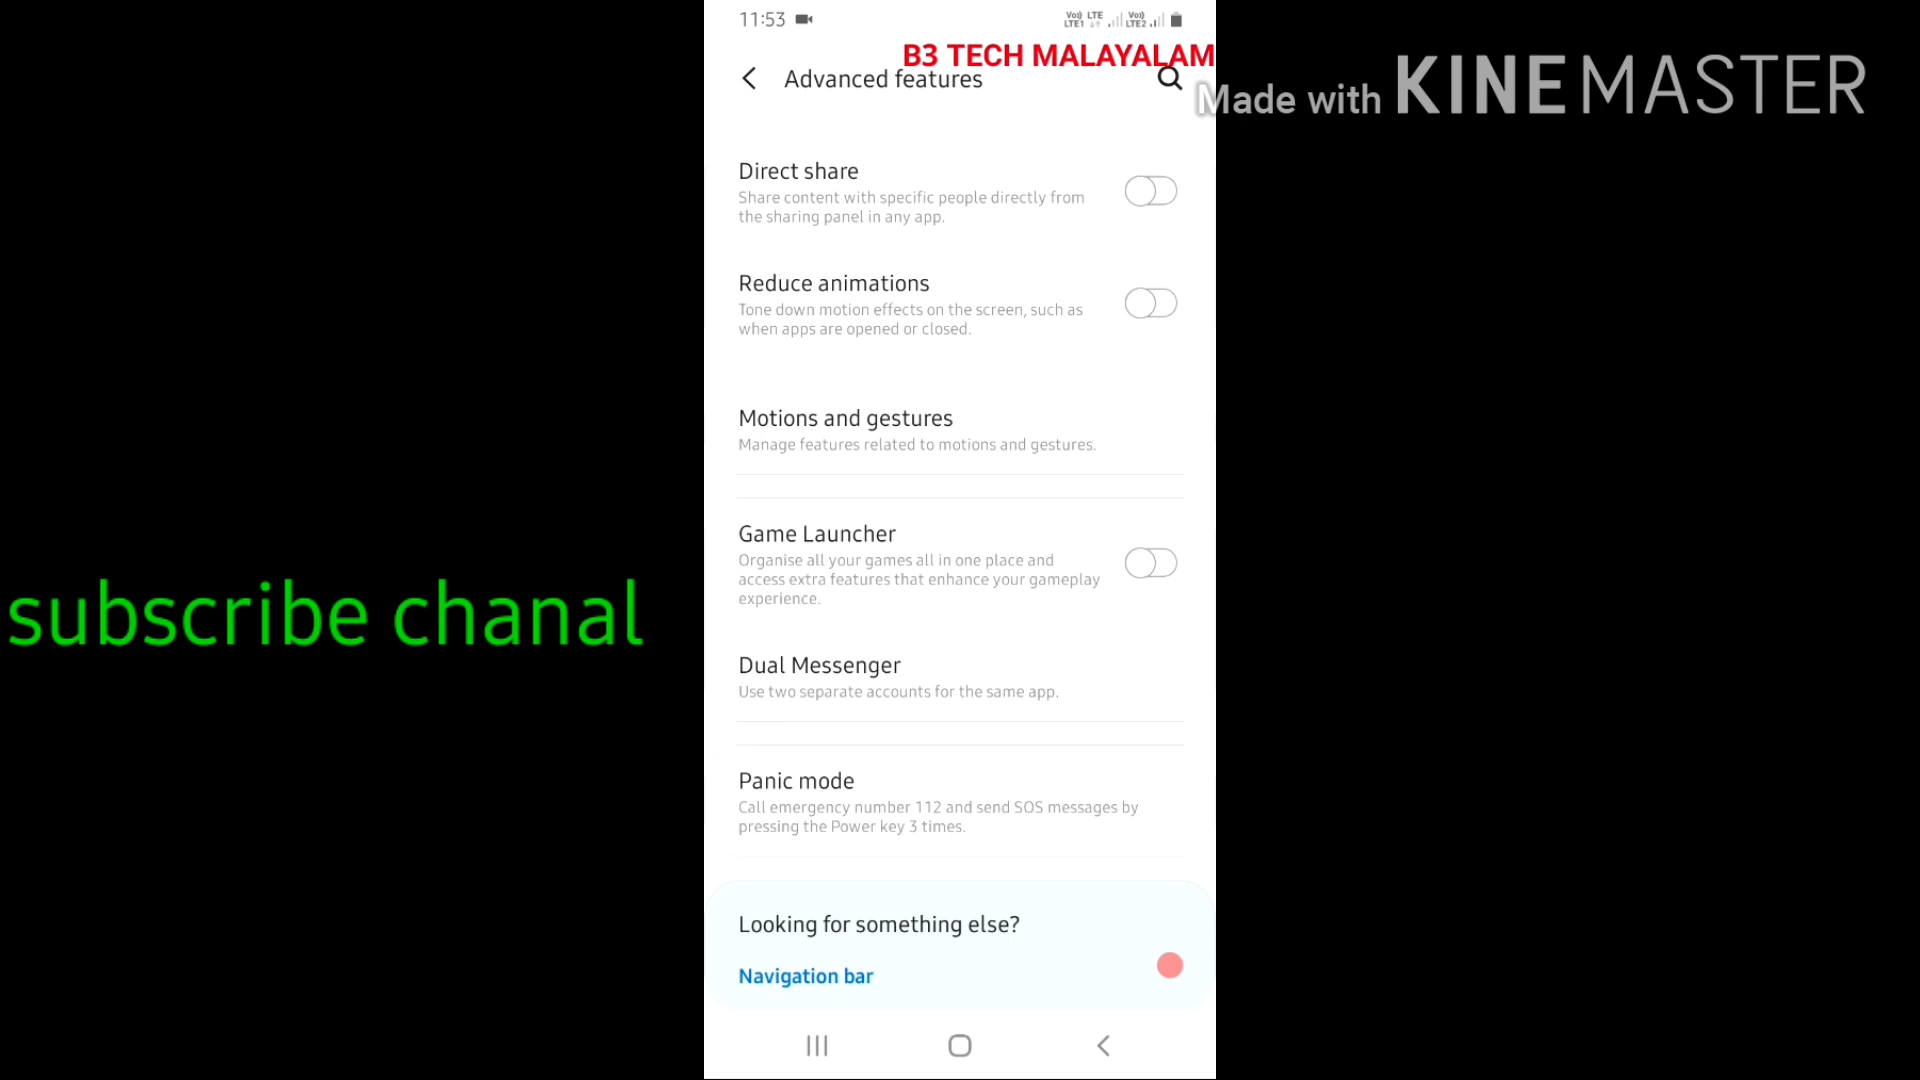 11:53
Vo)) LTE
LTE1
Vo))
LTE2
B3 TECH MALAYALAM
Advanced features
Made with KINEMASTER
Direct share
Share content with specific people directly from
the sharing panel in any app.
Reduce animations
Tone down motion effects on the screen, such as
when apps are opened or closed.
Motions and gestures
Manage features related to motions and gestures.
Game Launcher
Organise all your games all in one place and
access extra features that enhance your gameplay
experience.
subscribe chanal
Dual Messenger
Use two separate accounts for the same app.
Panic mode
Call emergency number 112 and send SOS messages by
pressing the Power key 3 times.
Looking for something else?
Navigation bar